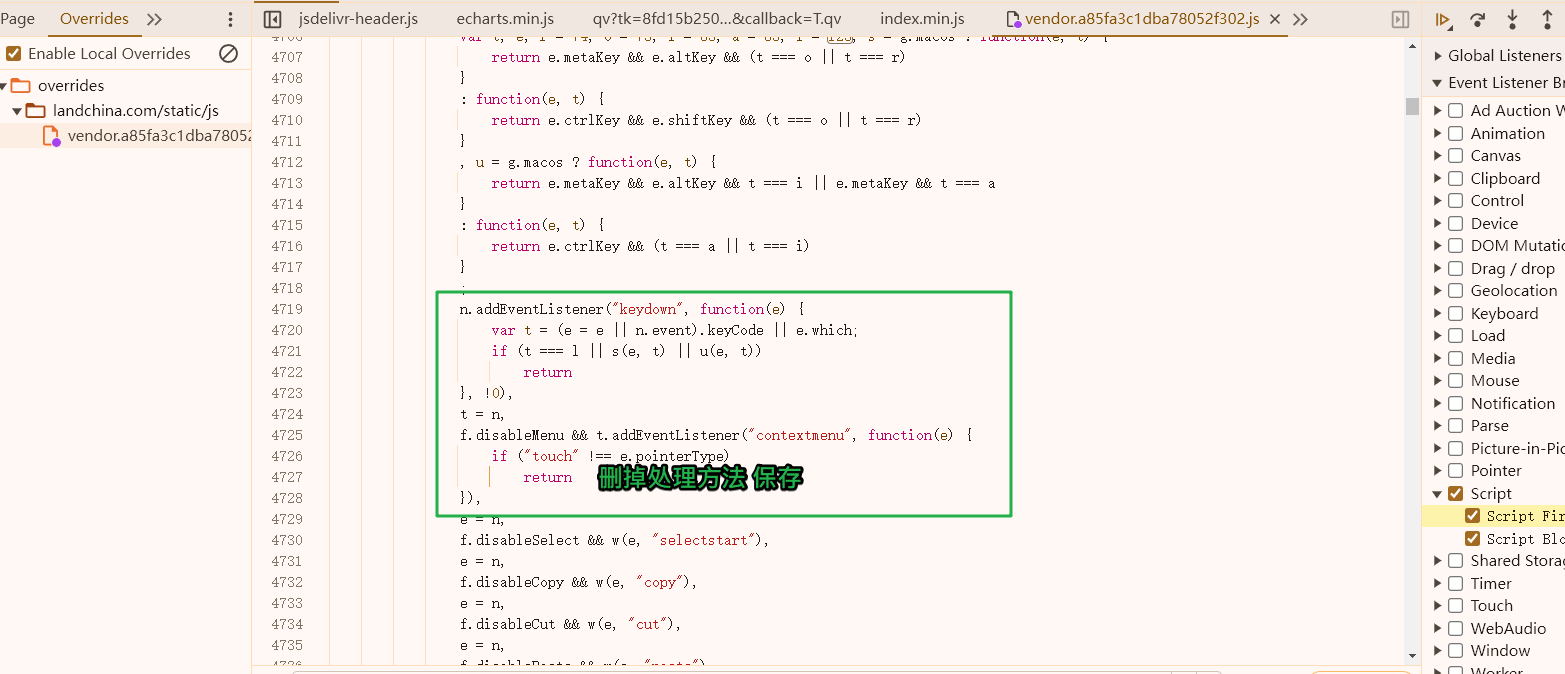 Page Overrides
jsdelivr-header.js echarts.min.js qv?tk=8fd15b250...&callback=T.qv index.min.js vendor.a85fa3c1dba78052f302.js
Enable Local Overrides
overrides
landchina.com/static/js
vendor.a85fa3c1dba78052
4707 return e.metaKey && e.altKey && (t === o || t === r)
4708 }
4709 : function(e, t) {
4710 return e.ctrlKey && e.shiftKey && (t === o || t === r)
4711 }
4712 , u = g.macos ? function(e, t) {
4713 return e.metaKey && e.altKey && t === i || e.metaKey && t === a
4714 }
4715 : function(e, t) {
4716 return e.ctrlKey && (t === a || t === i)
4717 }
4718 ;
4719 n.addEventListener("keydown", function(e) {
4720 var t = (e = e || n.event).keyCode || e.which;
4721 if (t === l || s(e, t) || u(e, t))
4722 return
4723 }, !0),
4724 t = n,
4725 f.disableMenu && t.addEventListener("contextmenu", function(e) {
4726 if ("touch" !== e.pointerType)
4727 return
删掉处理方法 保存
4728 }),
4729 e = n,
4730 f.disableSelect && w(e, "selectstart"),
4731 e = n,
4732 f.disableCopy && w(e, "copy"),
4733 e = n,
4734 f.disableCut && w(e, "cut"),
4735 e = n,
Global Listeners
Event Listener Br
Ad Auction W
Animation
Canvas
Clipboard
Control
Device
DOM Mutatio
Drag / drop
Geolocation
Keyboard
Load
Media
Mouse
Notification
Parse
Picture-in-Pic
Pointer
Script
Script Fir
Script Blo
Shared Storag
Timer
Touch
WebAudio
Window
Worker